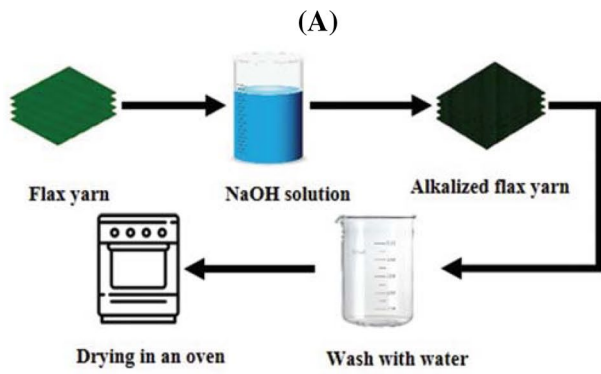 (A)
Flax yarn
NaOH solution
Alkalized flax yarn
Drying in an oven
Wash with water